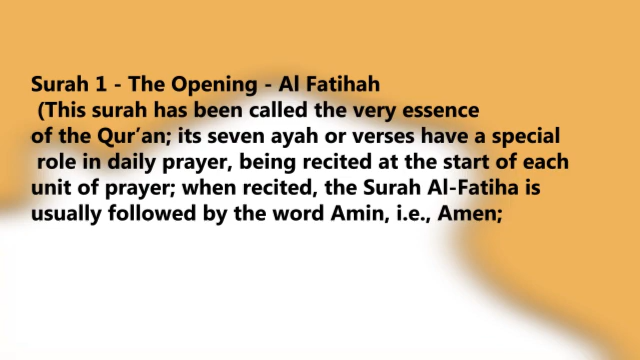 Surah 1 - The Opening - Al Fatihah
(This surah has been called the very essence
of the Qur’an; its seven ayah or verses have a special
role in daily prayer, being recited at the start of each
unit of prayer; when recited, the Surah Al-Fatiha is
usually followed by the word Amin, i.e., Amen;